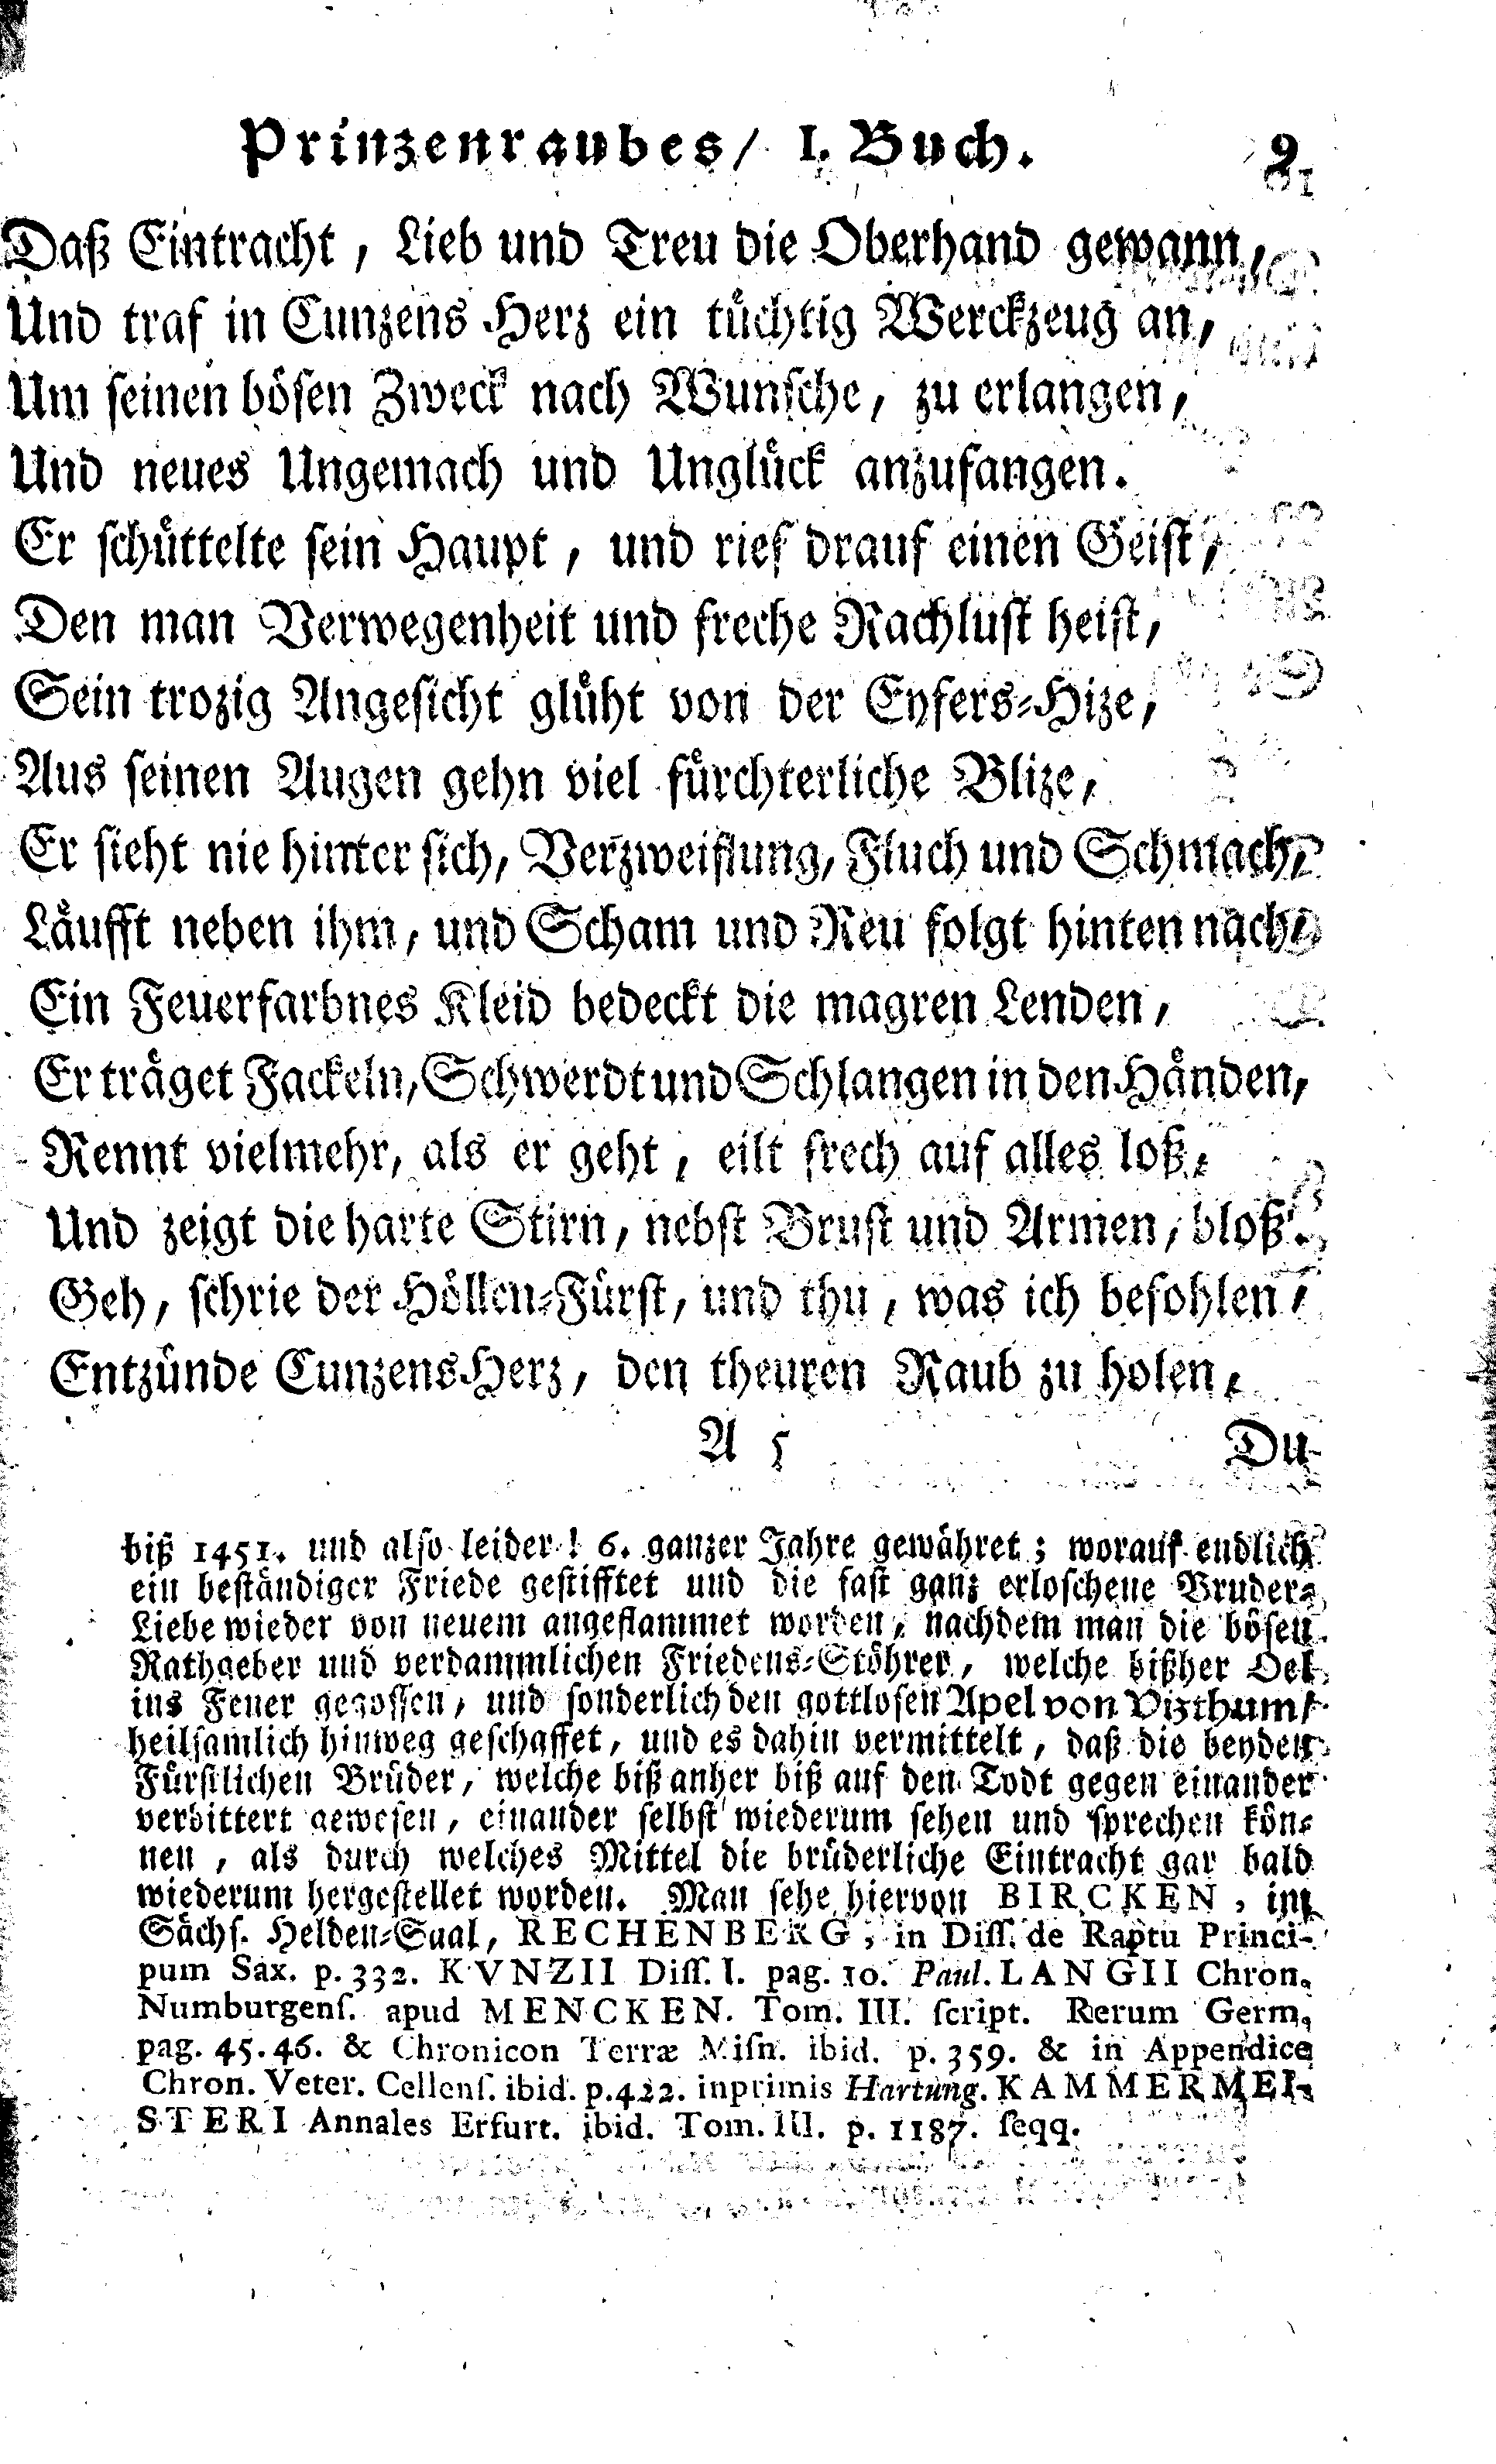 Prinzenraubes/ I. Buch. 9
Daß Eintracht, Lieb und Treu die Oberhand gewann,
Und traf in Cunzens Herz ein tüchtig Werckzeug an,
Um seinen bösen Zweck nach Wunsche, zu erlangen,
Und neues Ungemach und Unglück anzufangen.
Er schüttelte sein Haupt, und rief drauf einen Geist,
Den man Verwegenheit und freche Rachlust heist,
Sein trozig Angesicht glüht von der Eyfers-Hize,
Aus seinen Augen gehn viel fürchterliche Blize,
Er sieht nie hinter sich, Verzweiflung, Fluch und Schmach,
Läufft neben ihm, und Scham und Reu folgt hinten nach,
Ein Feuerfarbnes Kleid bedeckt die magren Lenden,
Er träget Fackeln, Schwerdt und Schlangen in den Händen,
Rennt vielmehr, als er geht, eilt frech auf alles loß,
Und zeigt die harte Stirn, nebst Brust und Armen, bloß.
Geh, schrie der Höllen-Fürst, und thu, was ich befohlen,
Entzünde Cunzens Herz, den theuren Raub zu holen,
A 5 Du
biß 1451. und also leider! 6. ganzer Jahre gewähret; worauf endlich
ein beständiger Friede gestifftet und die fast ganz erloschene Bruder-
Liebe wieder von neuem angeflammet worden, nachdem man die bösen
Rathgeber und verdammlichen Friedens-Stöhrer, welche bißher Oel
ins Feuer gegossen, und sonderlich den gottlosen Apel von Vizthum/
heilsamlich hinweg geschaffet, und es dahin vermittelt, daß die beyden
Fürstlichen Brüder, welche biß anher biß auf den Todt gegen einander
verbittert gewesen, einander selbst wiederum sehen und sprechen kön-
nen, als durch welches Mittel die brüderliche Eintracht gar bald
wiederum hergestellet worden. Man sehe hiervon BIRCKEN, im
Sächs. Helden-Saal, RECHENBERG, in Diss. de Raptu Princi-
pum Sax. p. 332. KVNZII Diss. I. pag. 10. Paul. LANGII Chron.
Numburgens. apud MENCKEN. Tom. III. script. Rerum Germ.
pag. 45. 46. & Chronicon Terræ Misn. ibid. p. 359. & in Appendice
Chron. Veter. Cellens. ibid. p. 422. inprimis Hartung. KAMMERMEI-
STERI Annales Erfurt. ibid. Tom. III. p. 1187. seqq.